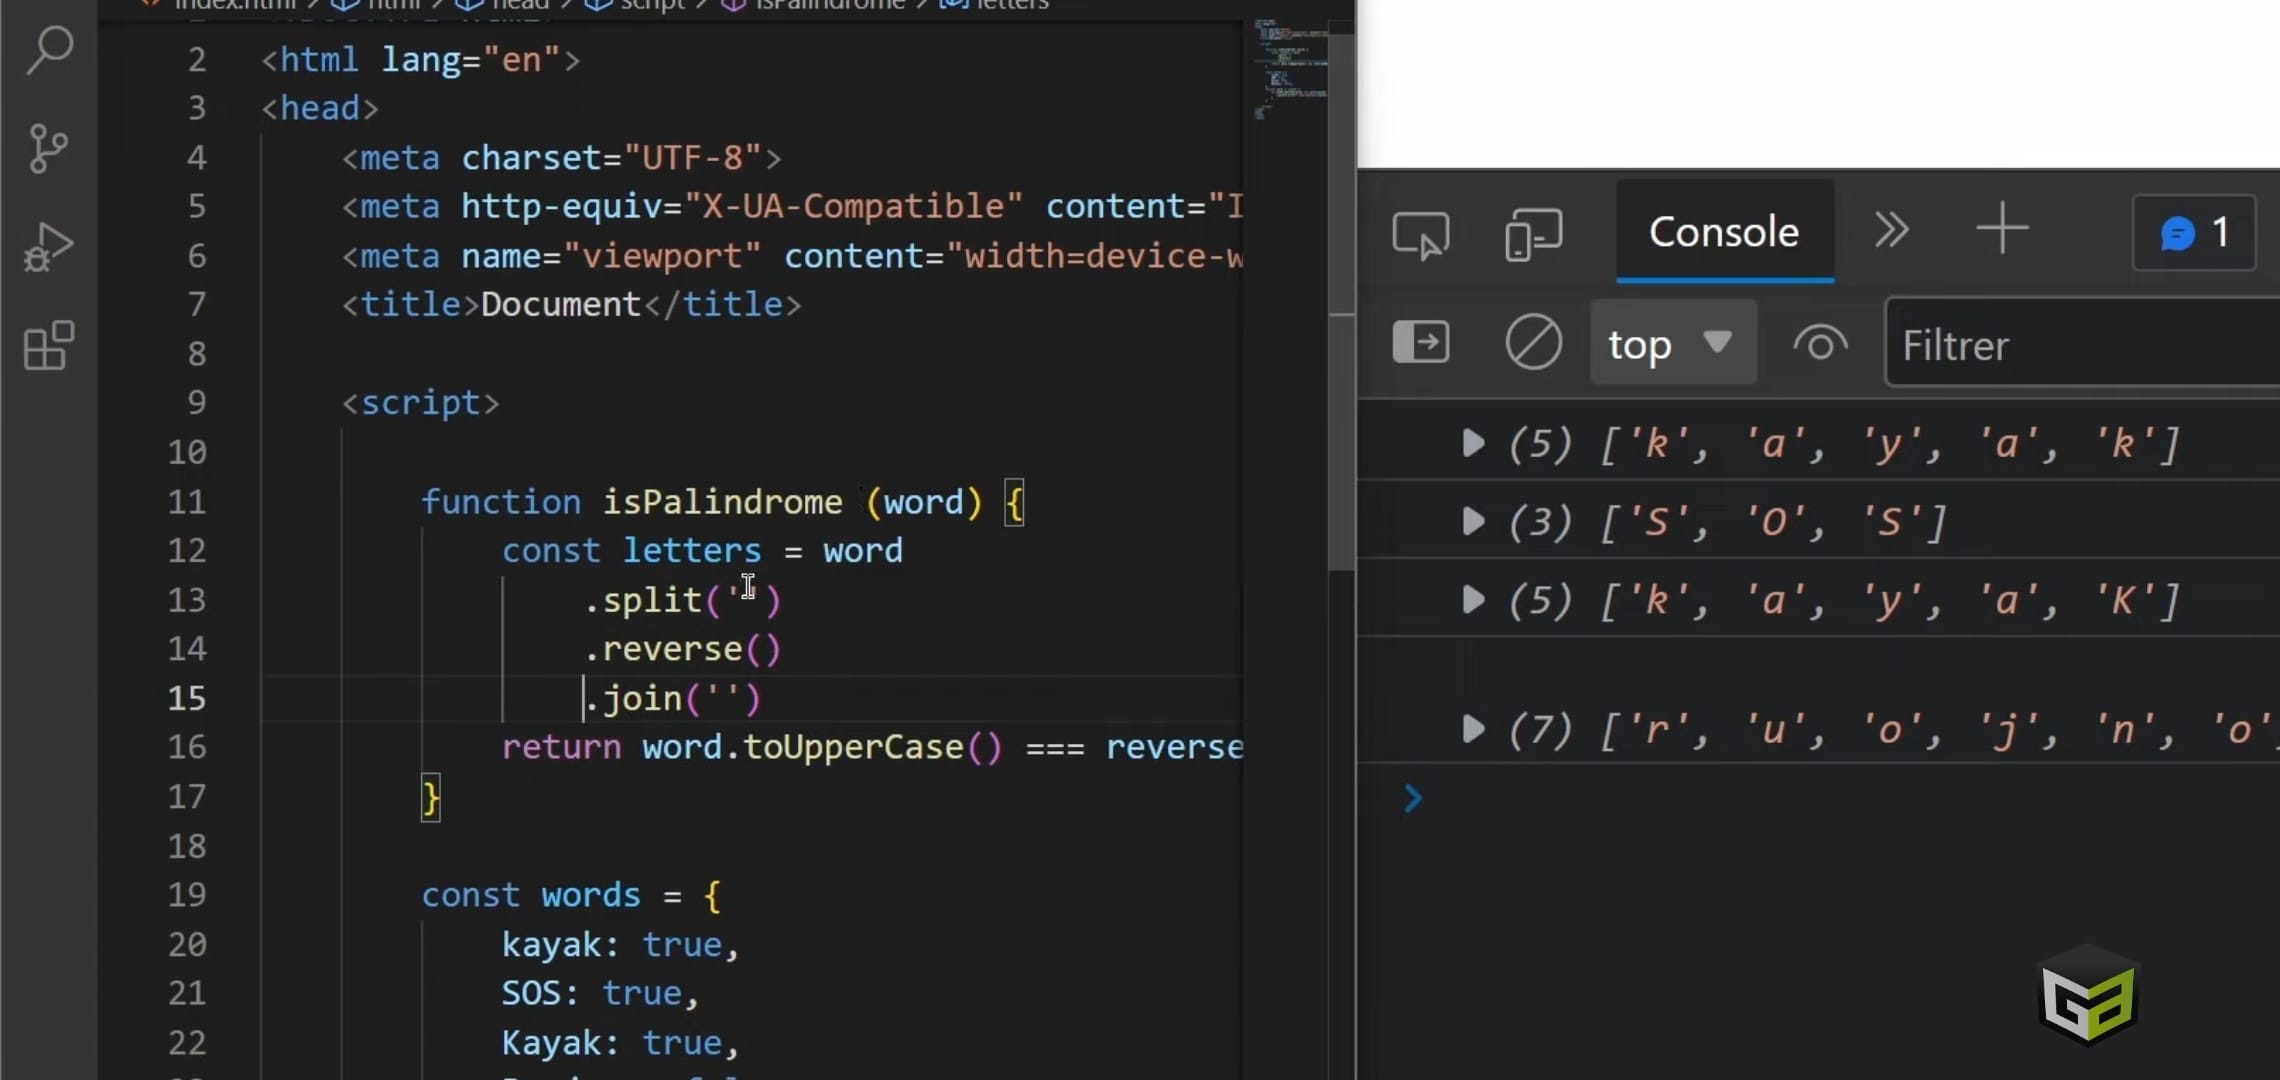 index.html > html > head > script > isPalindrome > letters
2 <html lang="en">
3 <head>
4 <meta charset="UTF-8">
5 <meta http-equiv="X-UA-Compatible" content="I
6 <meta name="viewport" content="width=device-w
7 <title>Document</title>
8
9 <script>
10
11 function isPalindrome (word) {
12 const letters = word
13 .split('')
14 .reverse()
15 .join('')
16 return word.toUpperCase() === reverse
17 }
18
19 const words = {
20 kayak: true,
21 SOS: true,
22 Kayak: true,
Console
1
top
Filtrer
(5) ['k', 'a', 'y', 'a', 'k']
(3) ['S', 'O', 'S']
(5) ['k', 'a', 'y', 'a', 'K']
(7) ['r', 'u', 'o', 'j', 'n', 'o'